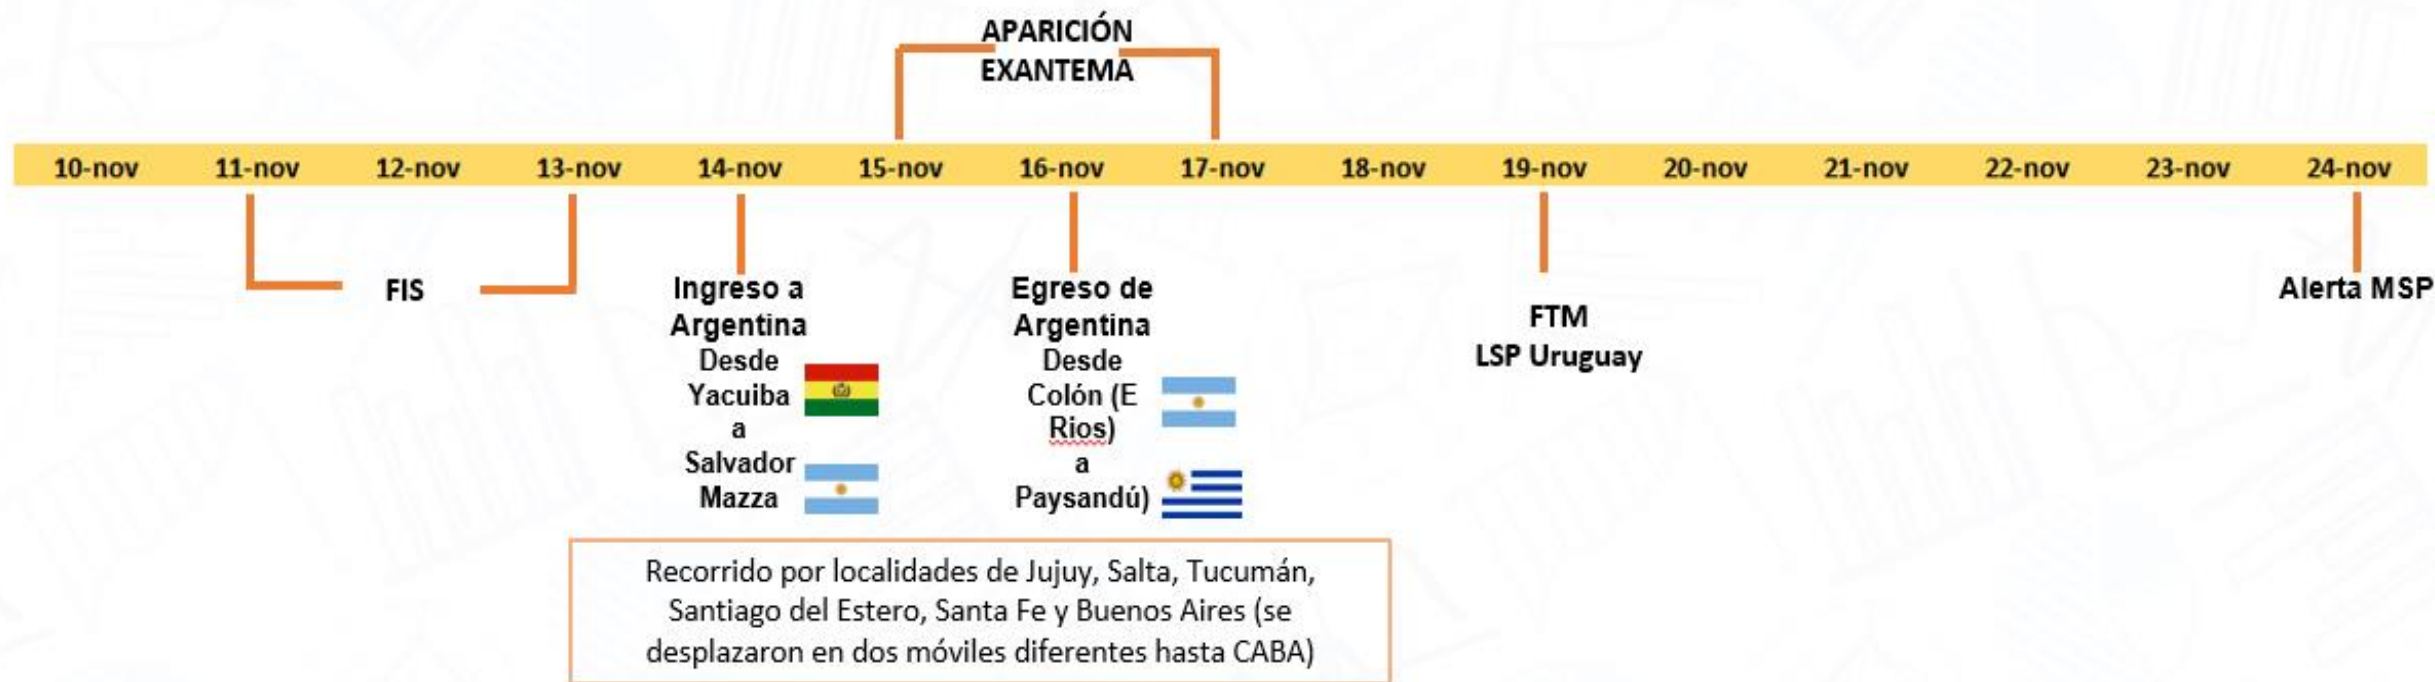 APARICIÓN
EXANTEMA
10-nov 11-nov 12-nov 13-nov 14-nov 15-nov 16-nov 17-nov 18-nov 19-nov 20-nov 21-nov 22-nov 23-nov 24-nov
FIS
Ingreso a
Argentina
Desde
Yacuiba
a
Salvador
Mazza
Egreso de
Argentina
Desde
Colón (E
Rios)
a
Paysandú)
FTM
LSP Uruguay
Alerta MSP
Recorrido por localidades de Jujuy, Salta, Tucumán,
Santiago del Estero, Santa Fe y Buenos Aires (se
desplazaron en dos móviles diferentes hasta CABA)